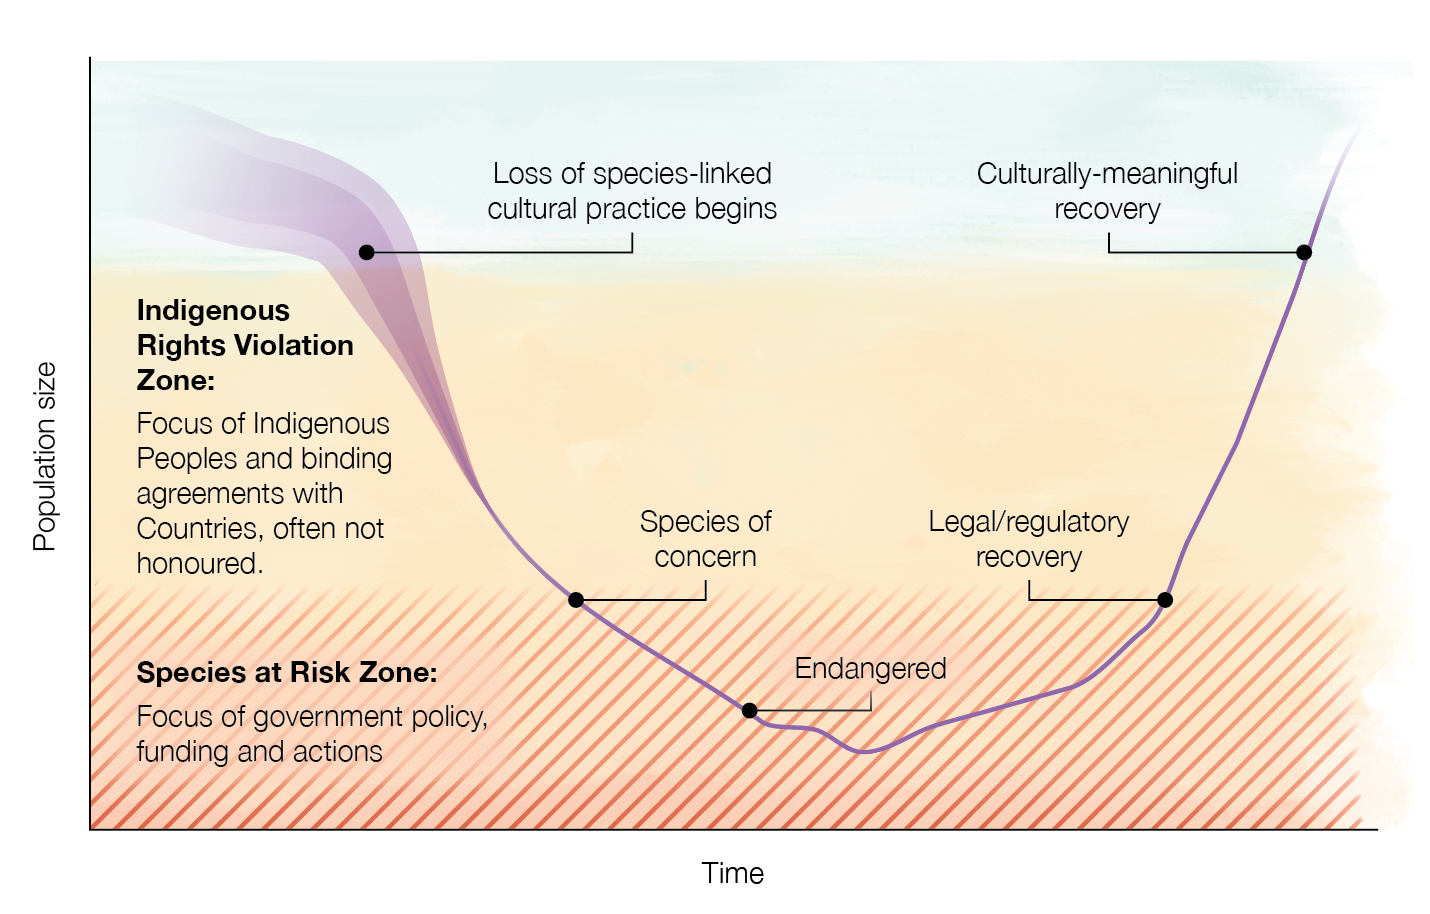 Loss of species-linked
cultural practice begins
Culturally-meaningful
recovery
Indigenous
Rights Violation
Zone:
Focus of Indigenous
Peoples and binding
agreements with
Countries, often not
honoured.
Species of
concern
Legal/regulatory
recovery
Species at Risk Zone:
Focus of government policy,
funding and actions
Endangered
Population size
Time